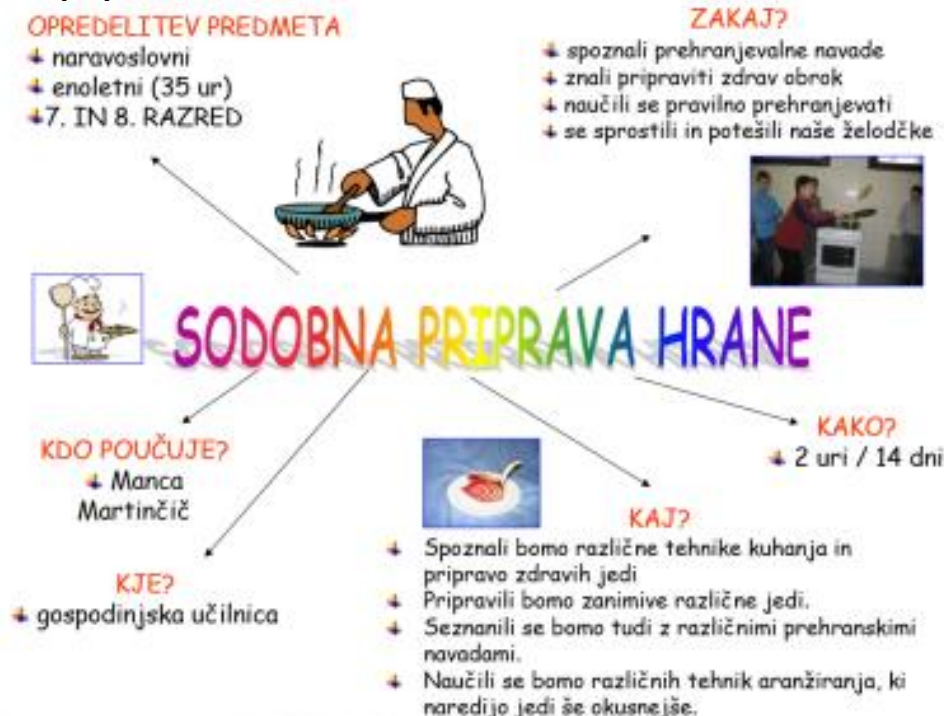 OPREDELITEV PREDMETA
naravoslovni
enoletni (35 ur)
7. IN 8. RAZRED
ZAKAJ?
spoznali prehranjevalne navade
znali pripraviti zdrav obrok
naučili se pravilno prehranjevati
se sprostili in potešili naše želodčke
SODOBNA PRIPRAVA HRANE
KDO POUČUJE?
Manca
Martinčič
KJE?
gospodinjska učilnica
KAKO?
2 uri / 14 dni
KAJ?
Spoznali bomo različne tehnike kuhanja in
pripravo zdravih jedi
Pripravili bomo zanimive različne jedi.
Seznanili se bomo tudi z različnimi prehranskimi
navadami.
Naučili se bomo različnih tehnik aranžiranja, ki
naredijo jedi še okusnejše.